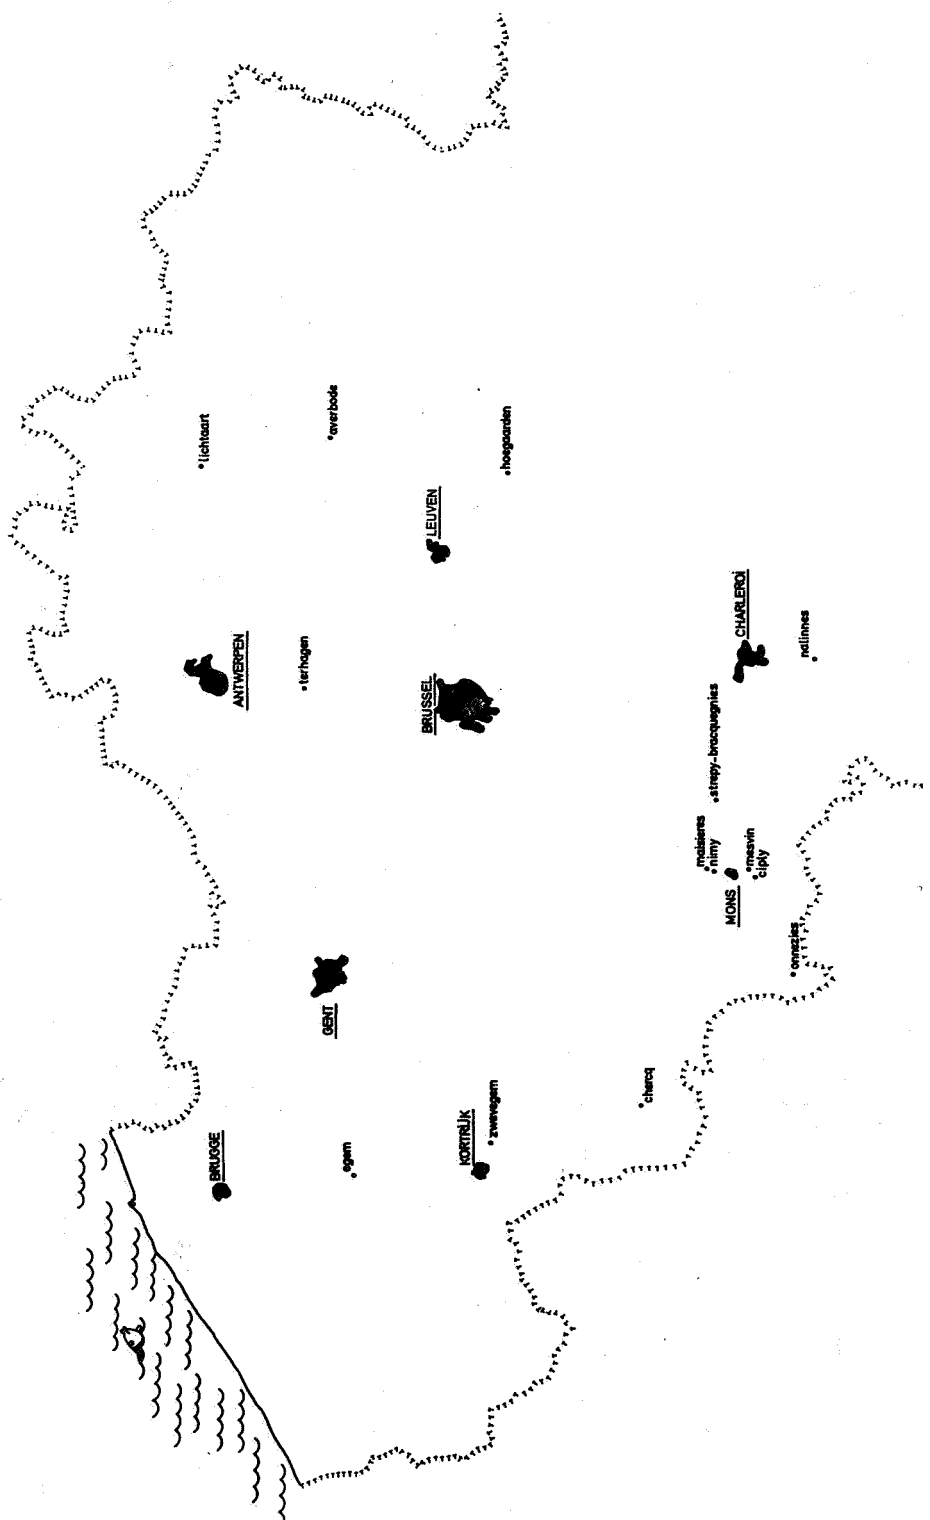 BRUGGE
ANTWERPEN
lichtaart
egem
GENT
terhagen
averbode
KORTRIJK
zwevegem
BRUSSEL
LEUVEN
hoegaarden
chercq
MONS
maisieres
nimy
mesvin
ciply
strepy-bracquegnies
CHARLEROI
onnezies
nalinnes